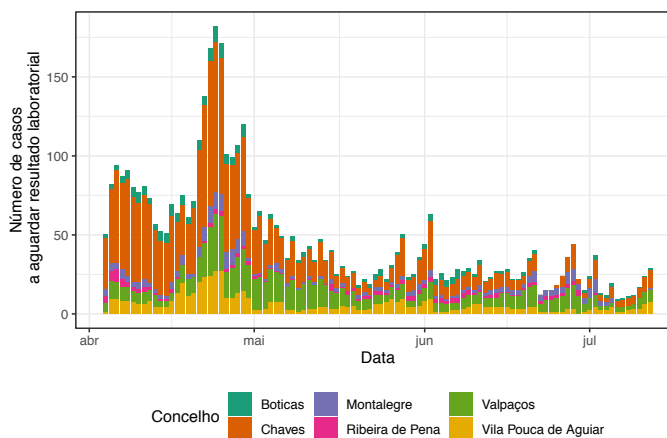 Número de casos
a aguardar resultado laboratorial
150
100
50
0
abr
mai
jun
jul
Data
Concelho
Boticas
Montalegre
Valpaços
Chaves
Ribeira de Pena
Vila Pouca de Aguiar